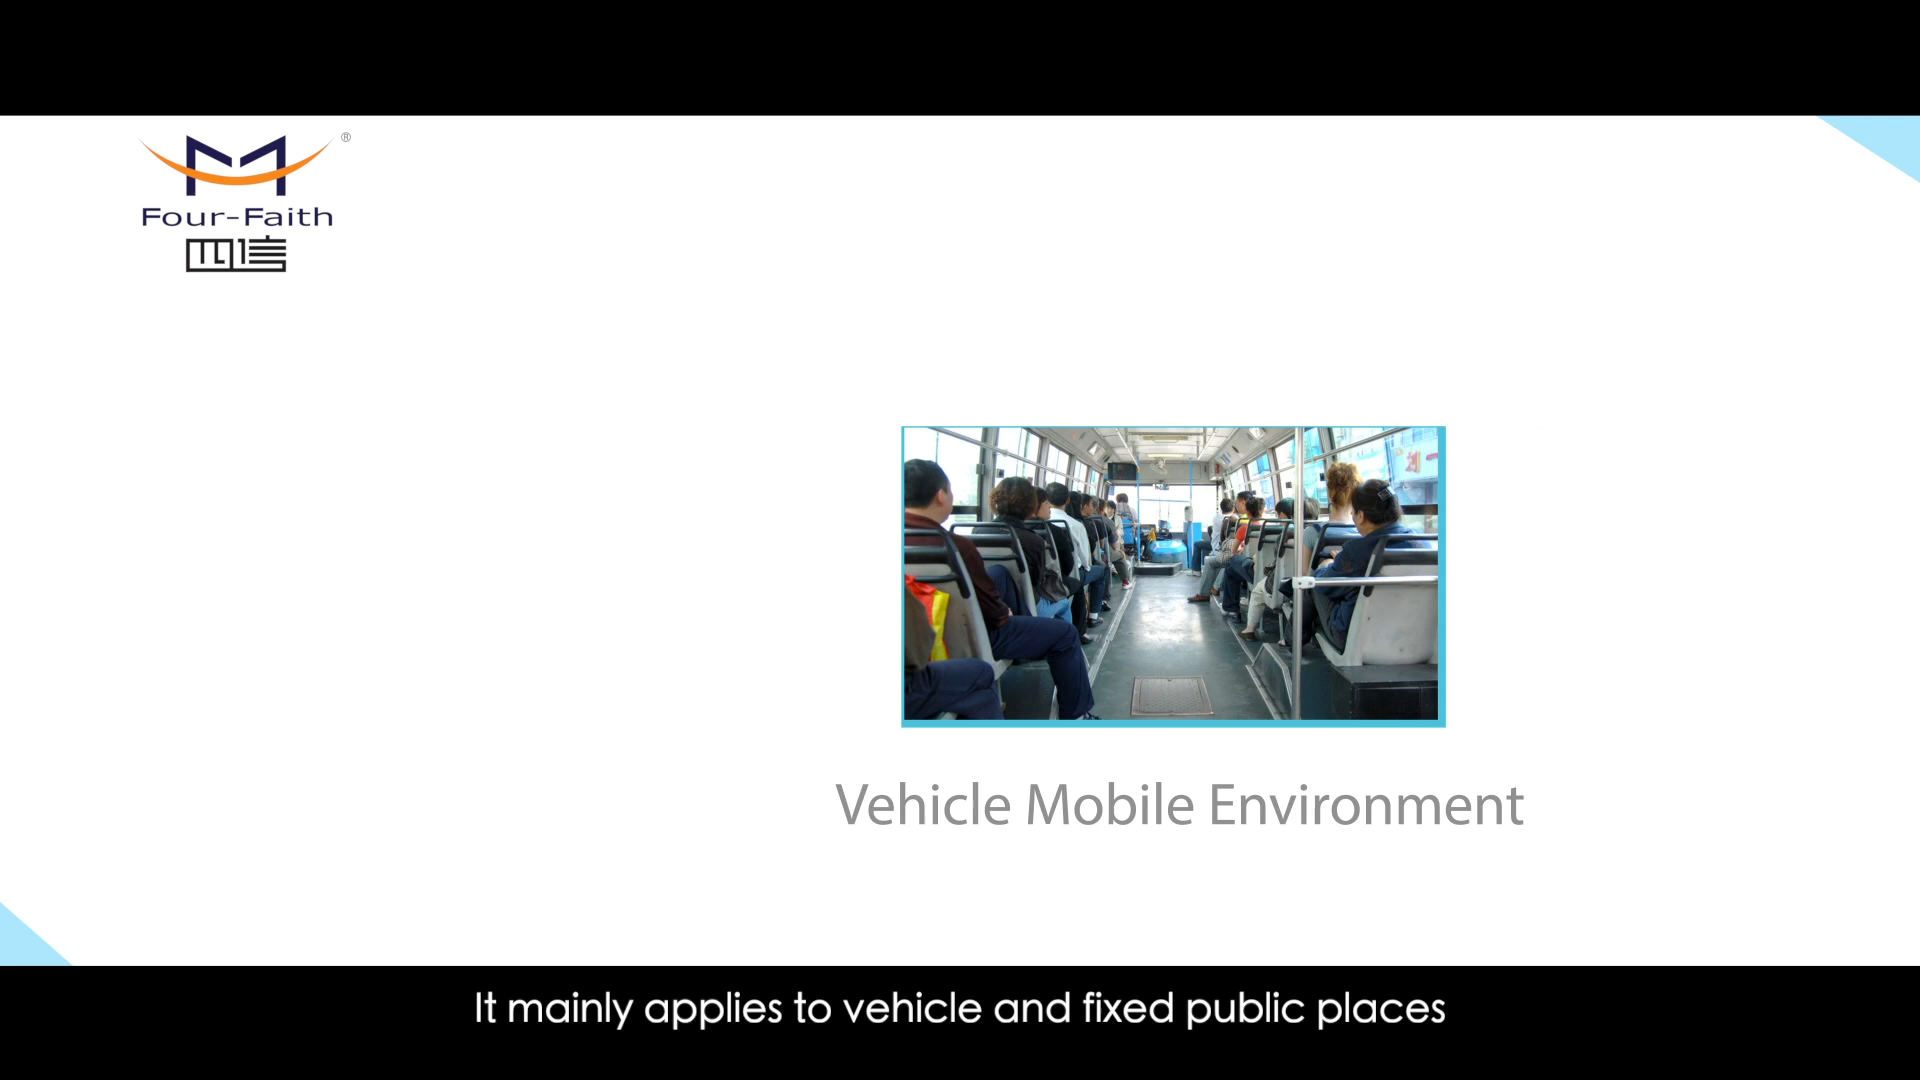 ®
Four-Faith
四信
Vehicle Mobile Environment
It mainly applies to vehicle and fixed public places